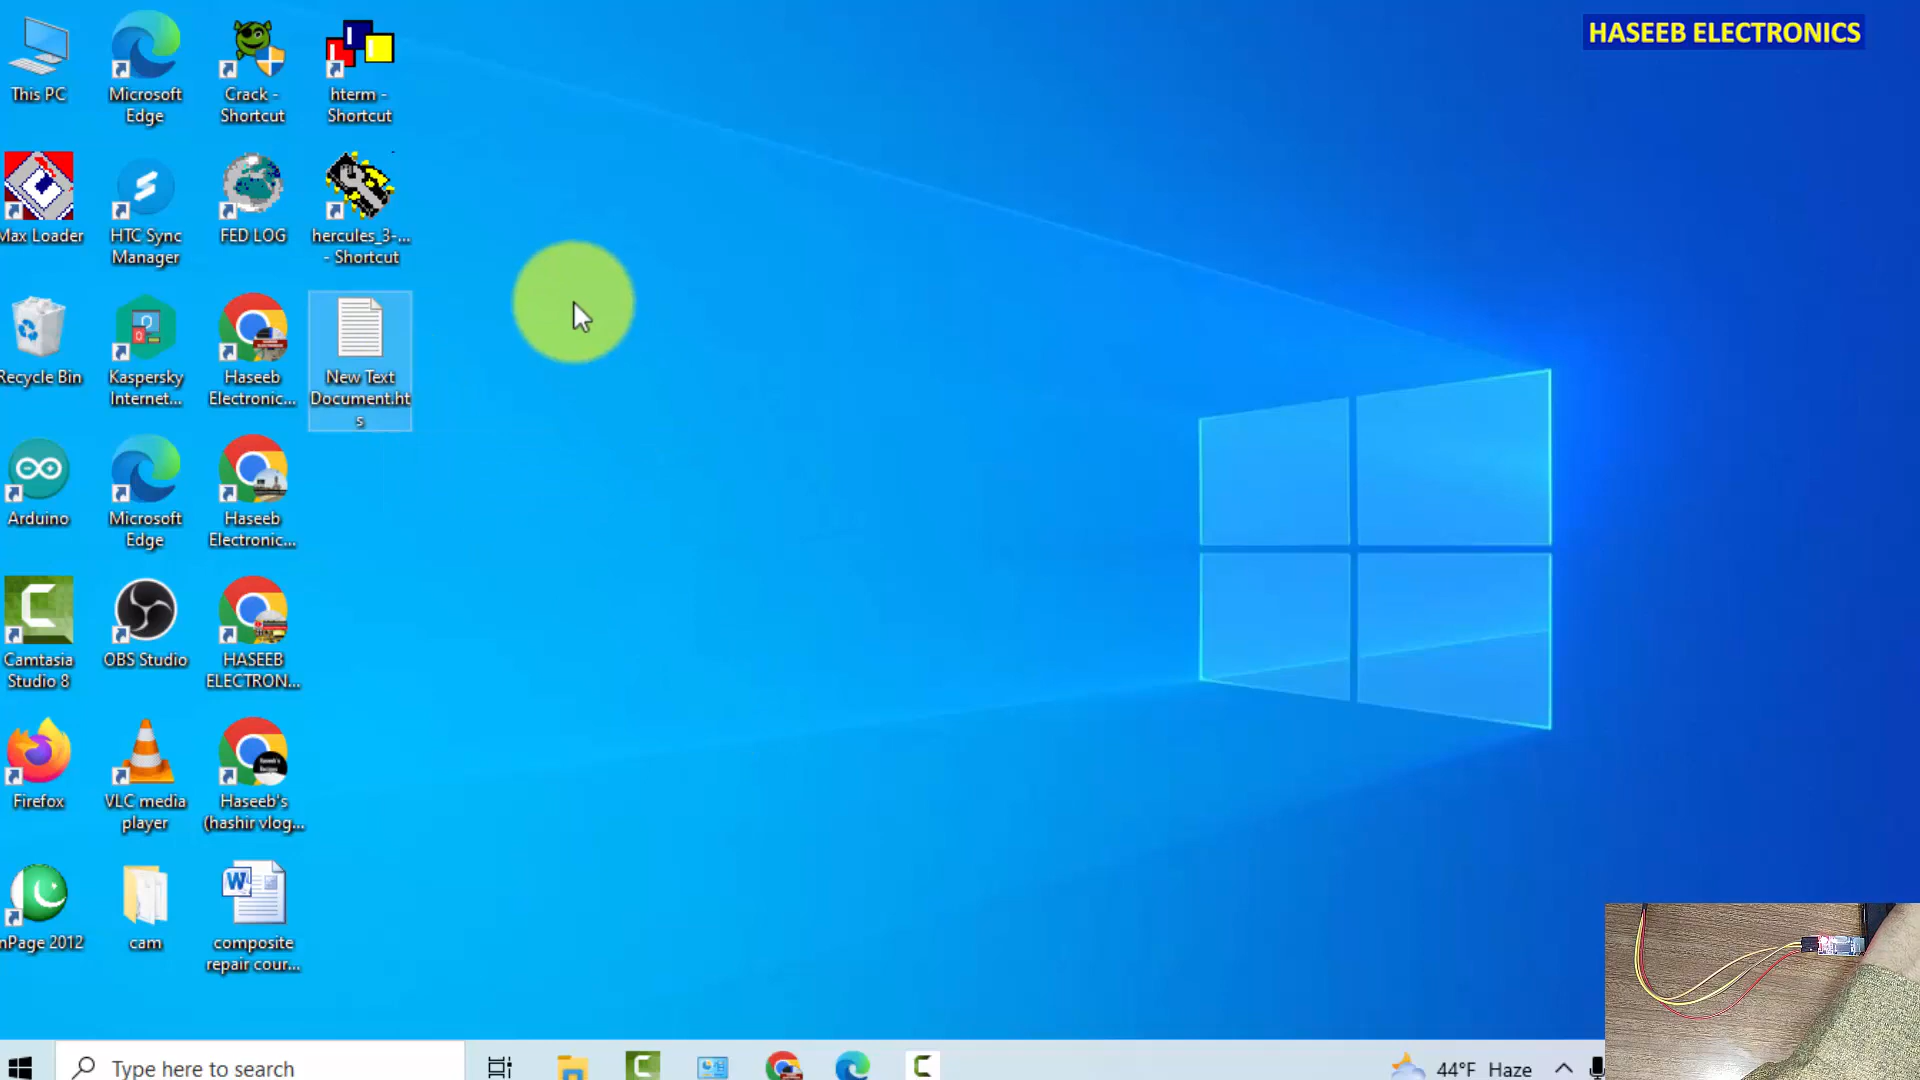 HASEEB ELECTRONICS
This PC
Microsoft
Edge
Crack -
Shortcut
hterm -
Shortcut
Max Loader
HTC Sync
Manager
FED LOG
hercules_3-...
- Shortcut
Recycle Bin
Kaspersky
Internet...
Haseeb
Electronic...
New Text
Document.ht
s
Arduino
Microsoft
Edge
Haseeb
Electronic...
Camtasia
Studio 8
OBS Studio
HASEEB
ELECTRON...
Firefox
VLC media
player
Haseeb's
(hashir vlog...
nPage 2012
cam
composite
repair cour...
Type here to search
44°F Haze